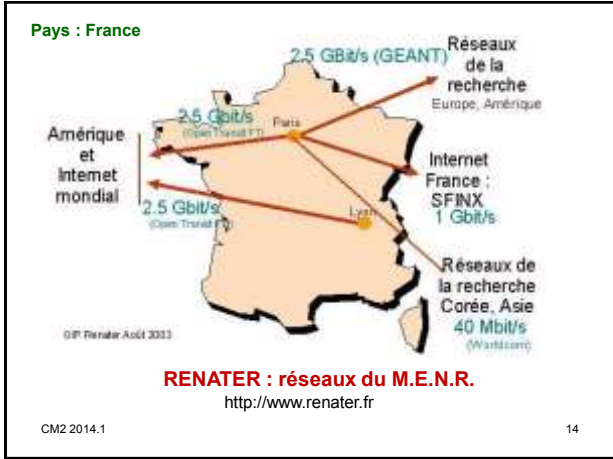 Pays : France
2.5 GBit/s (GEANT)
Réseaux
de la
recherche
Europe, Amérique
2.5 Gbit/s
(Open Transit FT)
Paris
Amérique
et
Internet
mondial
Internet
France :
SFINX
1 Gbit/s
2.5 Gbit/s
(Open Transit FT)
Lyon
Réseaux de
la recherche
Corée, Asie
40 Mbit/s
(Worldcom)
GIP Renater Août 2003
RENATER : réseaux du M.E.N.R.
http://www.renater.fr
CM2 2014.1
14